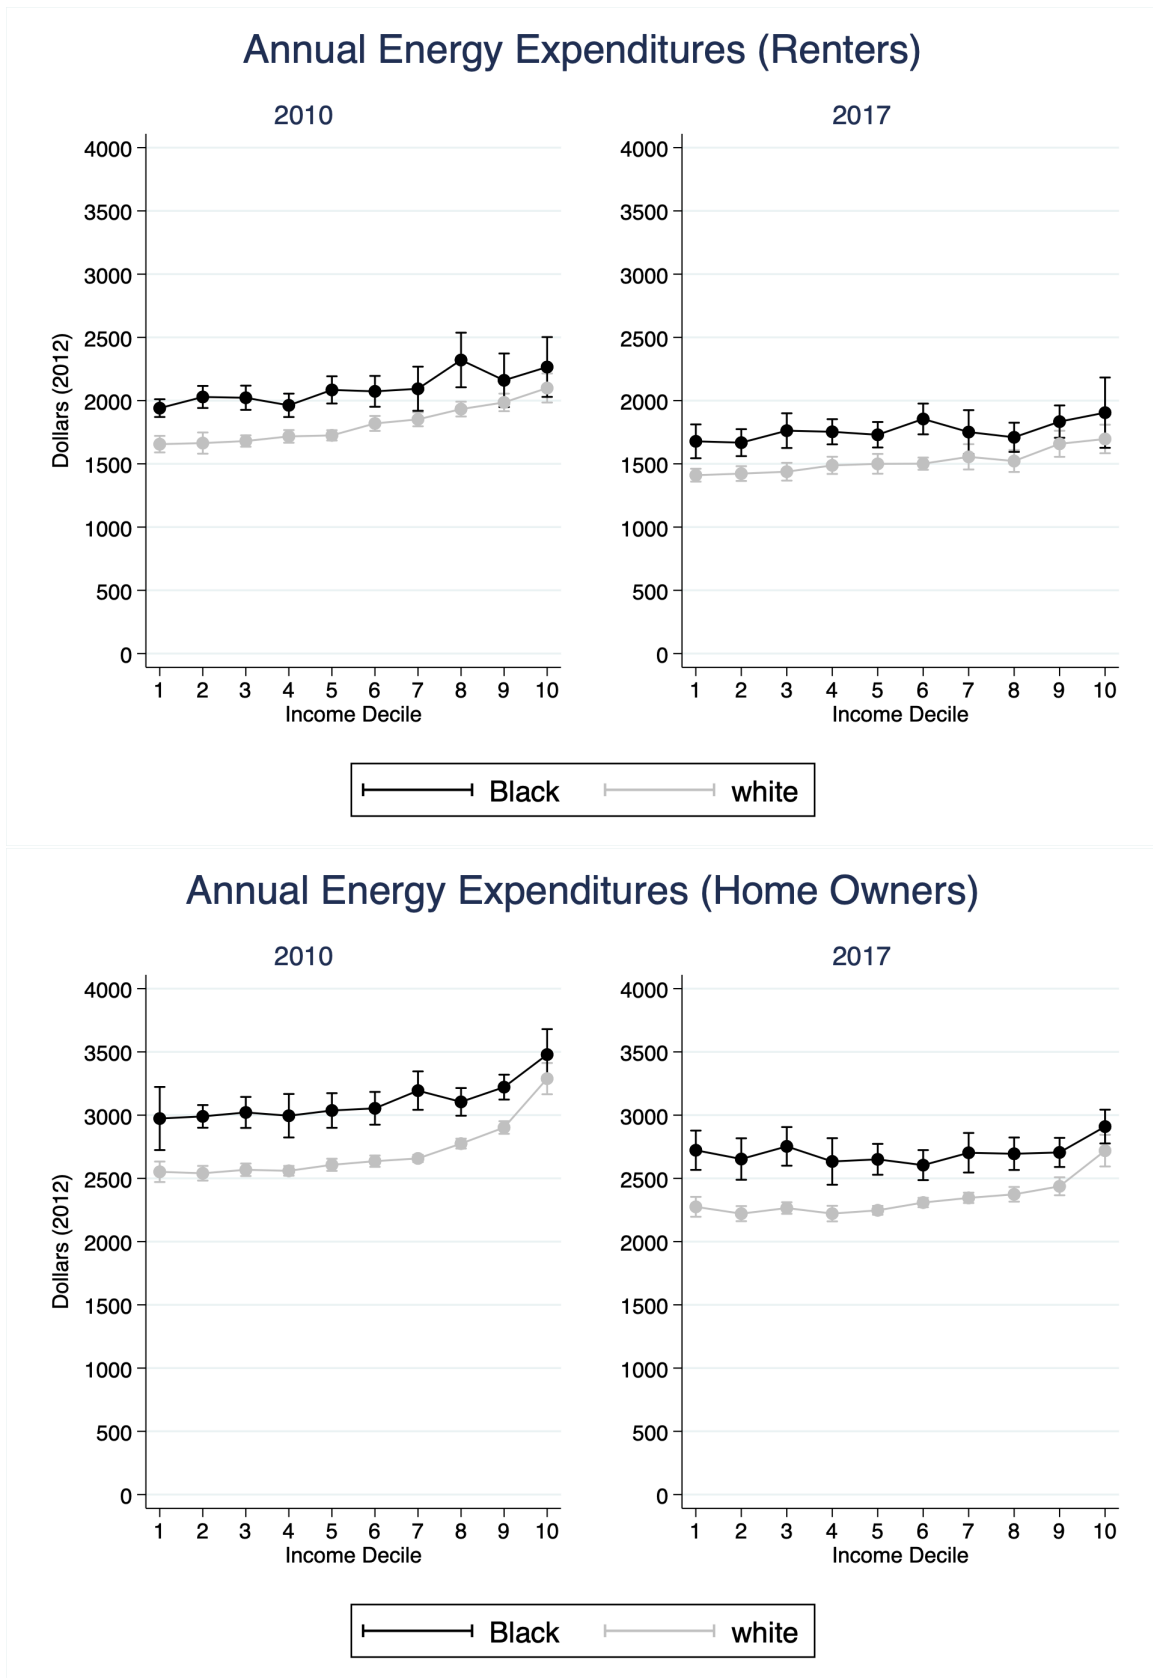 Annual Energy Expenditures (Renters)
2010
2017
Dollars (2012)
4000
3500
3000
2500
2000
1500
1000
500
0
1 2 3 4 5 6 7 8 9 10
Income Decile
4000
3500
3000
2500
2000
1500
1000
500
0
1 2 3 4 5 6 7 8 9 10
Income Decile
Black white
Annual Energy Expenditures (Home Owners)
2010
2017
Dollars (2012)
4000
3500
3000
2500
2000
1500
1000
500
0
1 2 3 4 5 6 7 8 9 10
Income Decile
4000
3500
3000
2500
2000
1500
1000
500
0
1 2 3 4 5 6 7 8 9 10
Income Decile
Black white